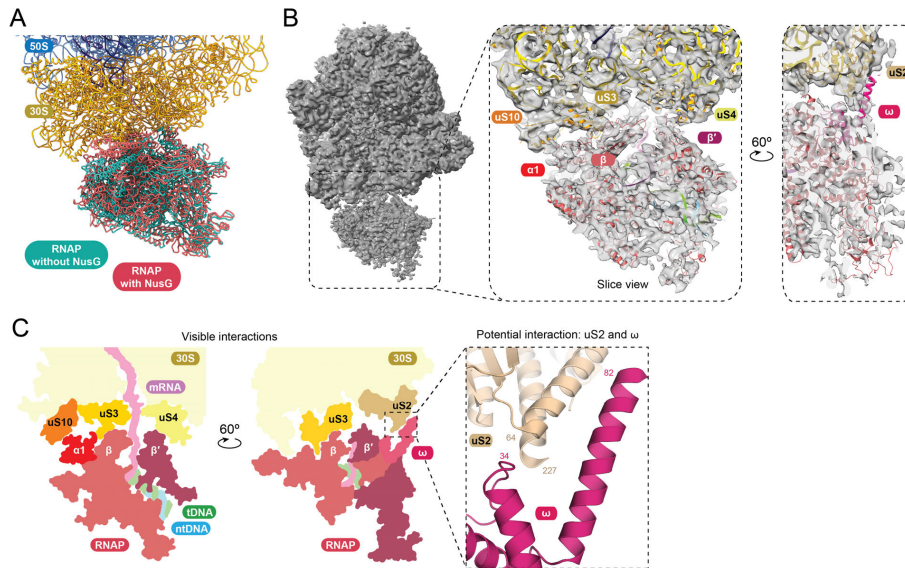 A
50S
30S
RNAP
without NusG
RNAP
with NusG
B
uS10
uS3
uS4
β'
β
α1
Slice view
60º
uS2
ω
C
Visible interactions
30S
mRNA
uS10
uS3
uS4
α1
β
β'
tDNA
ntDNA
RNAP
60º
30S
uS3
uS2
β
β'
ω
RNAP
Potential interaction: uS2 and ω
82
uS2
64
34
227
ω